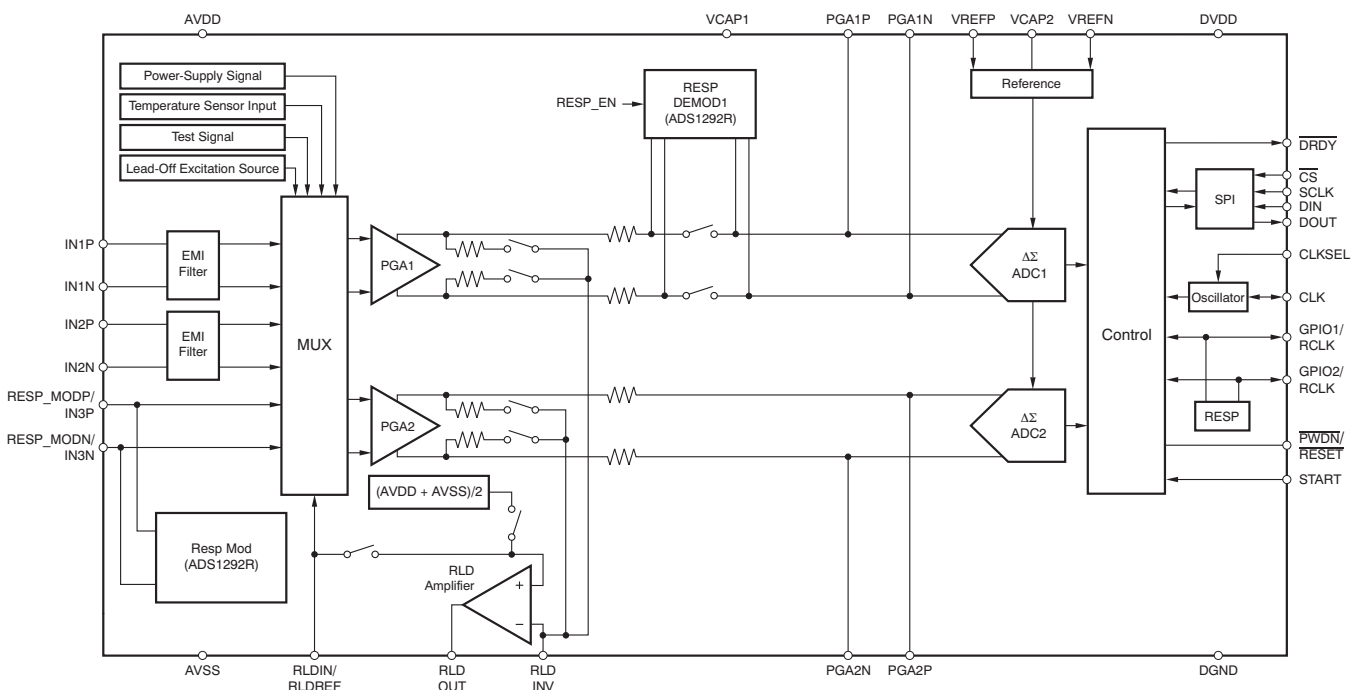 AVDD
VCAP1
PGA1P
PGA1N
VREFP
VCAP2
VREFN
DVDD
Power-Supply Signal
Temperature Sensor Input
Test Signal
Lead-Off Excitation Source
RESP_EN
RESP
DEMOD1
(ADS1292R)
Reference
DRDY
CS
SCLK
DIN
DOUT
SPI
CLKSEL
Oscillator
CLK
IN1P
IN1N
EMI
Filter
IN2P
IN2N
EMI
Filter
MUX
PGA1
ΔΣ
ADC1
Control
GPIO1/
RCLK
GPIO2/
RCLK
RESP
RESP_MODP/
IN3P
RESP_MODN/
IN3N
PGA2
ΔΣ
ADC2
PWDN/
RESET
START
(AVDD + AVSS)/2
Resp Mod
(ADS1292R)
RLD
Amplifier
+
−
AVSS
RLDIN/
RLDREF
RLD
OUT
RLD
INV
PGA2N
PGA2P
DGND